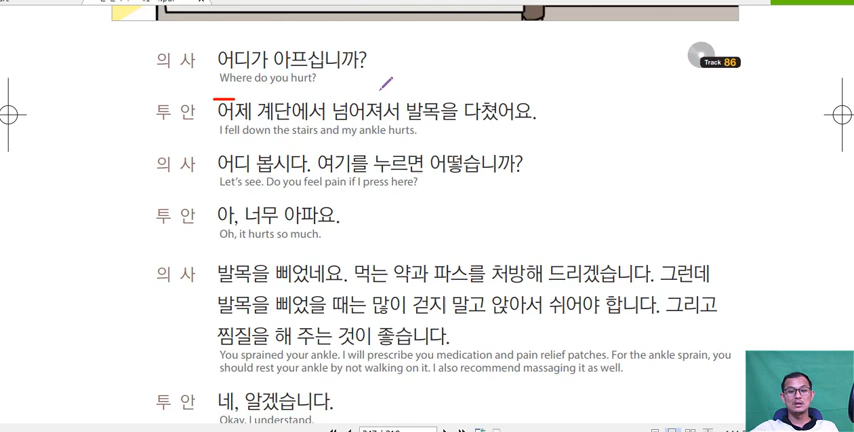 Track 86
의 사 어디가 아프십니까?
Where do you hurt?
투 안 어제 계단에서 넘어져서 발목을 다쳤어요.
I fell down the stairs and my ankle hurts.
의 사 어디 봅시다. 여기를 누르면 어떻습니까?
Let's see. Do you feel pain if I press here?
투 안 아, 너무 아파요.
Oh, it hurts so much.
의 사 발목을 삐었네요. 먹는 약과 파스를 처방해 드리겠습니다. 그런데
발목을 삐었을 때는 많이 걷지 말고 앉아서 쉬어야 합니다. 그리고
찜질을 해 주는 것이 좋습니다.
You sprained your ankle. I will prescribe you medication and pain relief patches. For the ankle sprain, you
should rest your ankle by not walking on it. I also recommend massaging it as well.
투 안 네, 알겠습니다.
Okay, I understand.